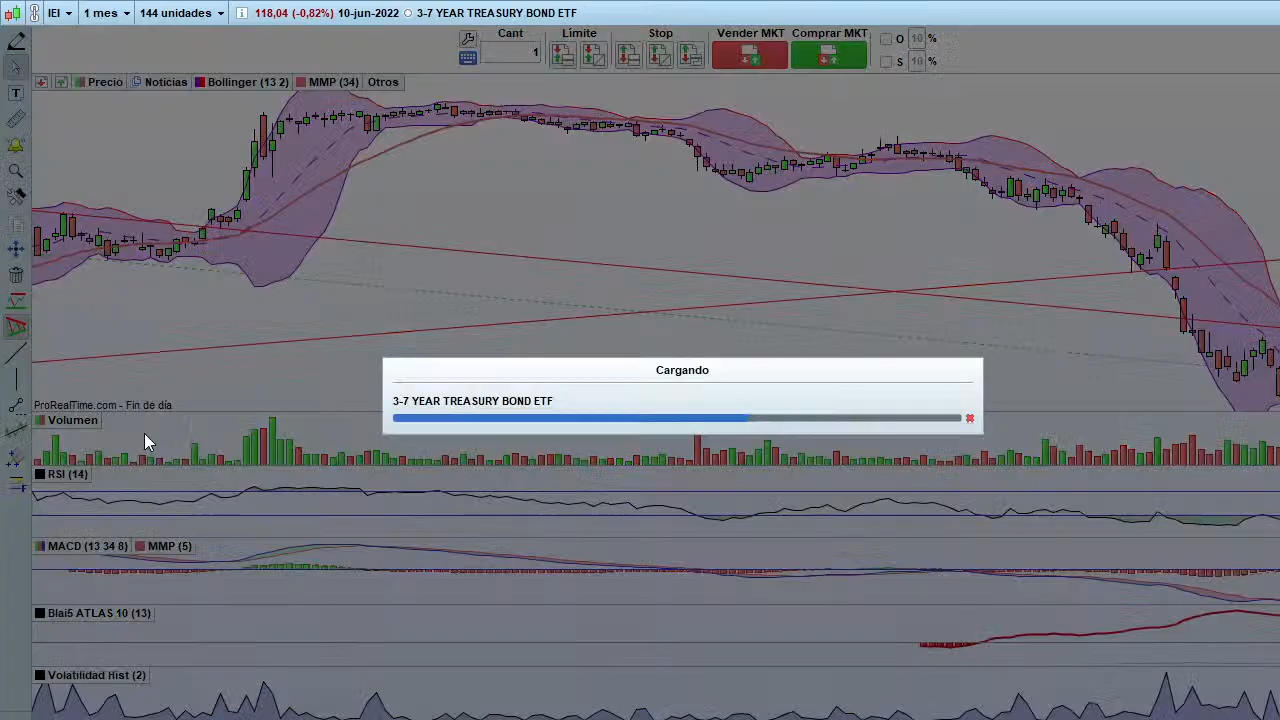 IEI 1 mes 144 unidades 118,04 (-0,82%) 10-jun-2022 3-7 YEAR TREASURY BOND ETF
Cant Límite Stop Vender MKT Comprar MKT
1
O 10 %
S 10 %
Precio Noticias Bollinger (13 2) MMP (34) Otros
Cargando
3-7 YEAR TREASURY BOND ETF
ProRealTime.com - Fin de día
Volumen
RSI (14)
MACD (13 34 8) MMP (5)
Blai5 ATLAS 10 (13)
Volatilidad Hist (2)